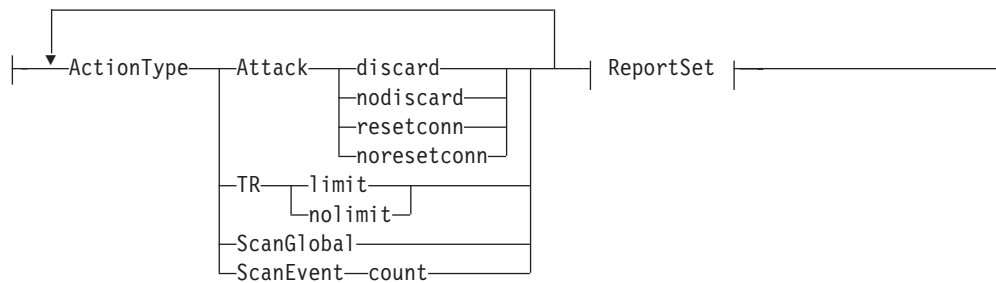 ActionType Attack discard ReportSet
nodiscard
resetconn
noresetconn
TR limit
nolimit
ScanGlobal
ScanEvent count